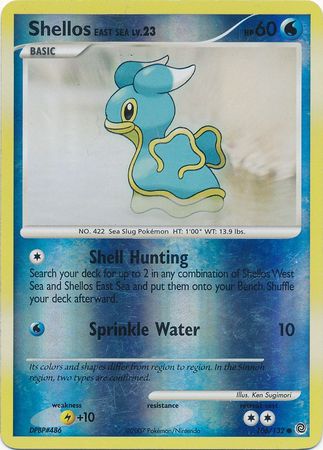 Shellos EAST SEA LV.23 HP 60
BASIC
NO. 422 Sea Slug Pokémon HT: 1'00" WT: 13.9 lbs.
Shell Hunting
Search your deck for up to 2 in any combination of Shellos West
Sea and Shellos East Sea and put them onto your Bench. Shuffle
your deck afterward.
Sprinkle Water 10
Its colors and shapes differ from region to region. In the Sinnoh
region, two types are confirmed.
Illus. Ken Sugimori
weakness resistance retreat cost
+10
DPBP#486 ©2007 Pokémon/Nintendo 106/132